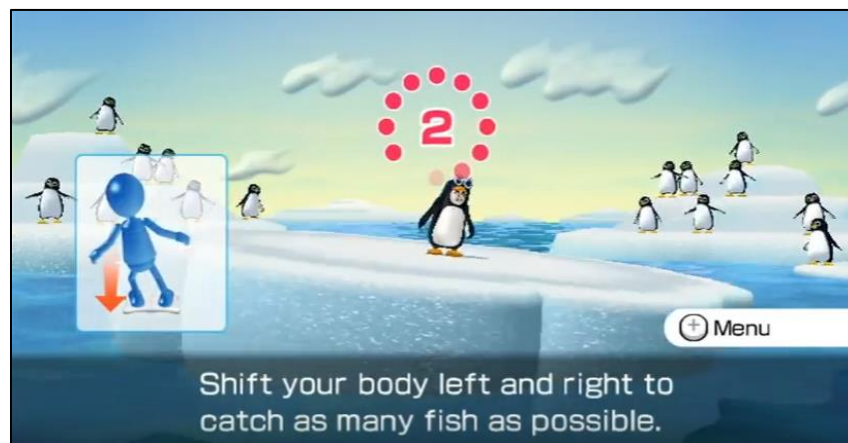 2
+ Menu
Shift your body left and right to
catch as many fish as possible.